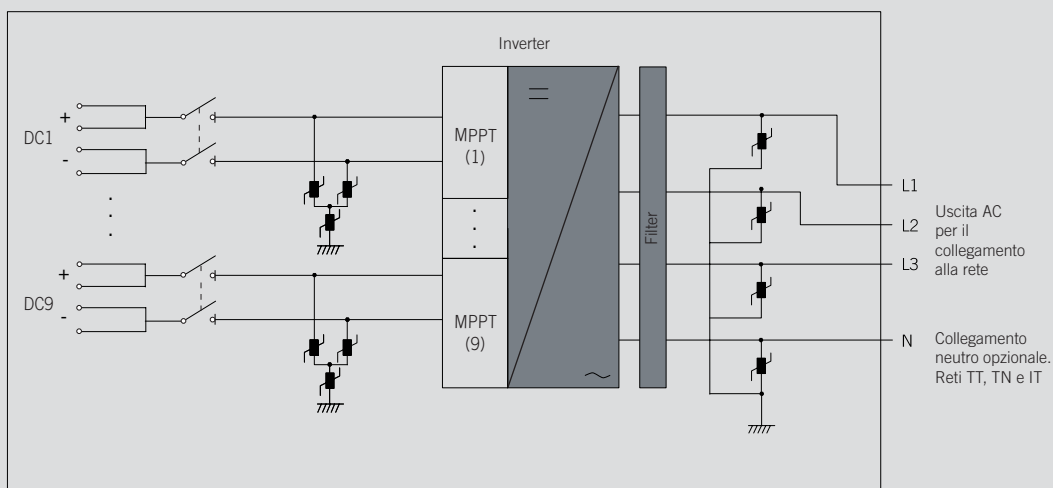 Inverter
+
DC1
-
MPPT
(1)
+
DC9
-
MPPT
(9)
Filter
L1
L2
L3
N
Uscita AC
per il
collegamento
alla rete
Collegamento
neutro opzionale.
Reti TT, TN e IT